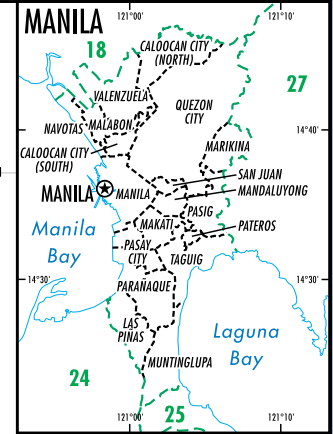 MANILA
121°00'
121°10'
18
CALOOCAN CITY
(NORTH)
27
VALENZUELA
QUEZON
CITY
NAVOTAS
MALABON
14°40'
MARIKINA
CALOOCAN CITY
(SOUTH)
SAN JUAN
MANILA
MANILA
MANDALUYONG
PASIG
Manila
Bay
MAKATI
PATEROS
PASAY
CITY
TAGUIG
14°30'
14°30'
PARAÑAQUE
LAS
PIÑAS
Laguna
Bay
MUNTINGLUPA
24
25
121°00'
121°10'